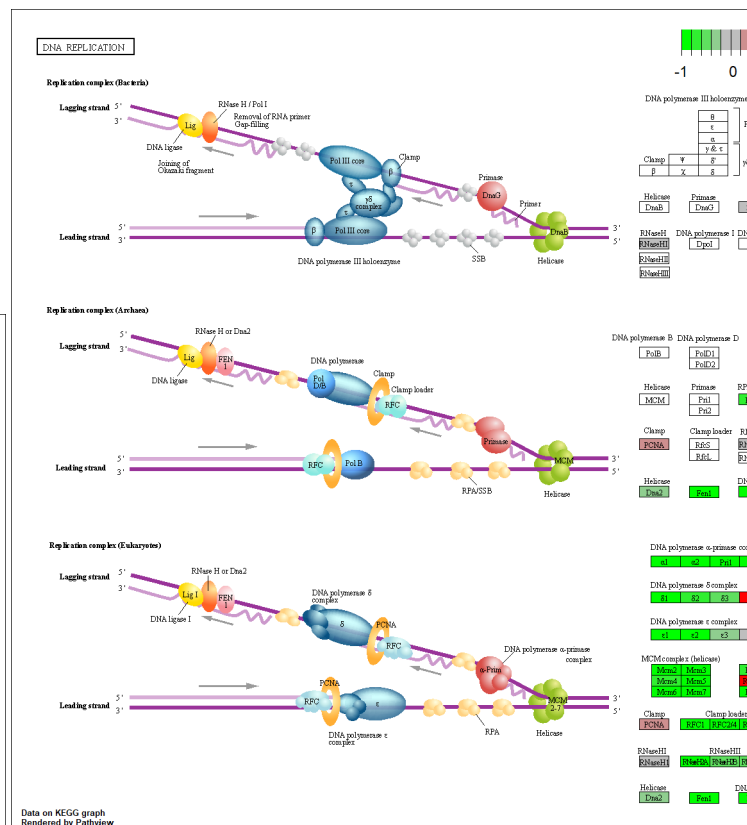 DNA REPLICATION
-1 0
Replication complex (Bacteria)
Lagging strand 5' 3'
RNase H / Pol I
Removal of RNA primer
Gap-filling
Lig
DNA ligase
Joining of
Okazaki fragment
Pol III core
Clamp
β
τ
γδ
complex
τ
Primase
DnaG
Primer
5' 3'
Leading strand 3' 5'
β
Pol III core
DnaB
DNA polymerase III holoenzyme
SSB
Helicase
DNA polymerase III holoenzyme
θ
ε
α
γ & τ
Clamp ψ δ'
β χ δ
Helicase Primase
DnaB DnaG
RNaseH DNA polymerase I
RNaseHI DpoI
RNaseHII
RNaseHIII
Replication complex (Archaea)
Lagging strand 5' 3'
RNase H or Dna2
Lig
FEN
1
DNA ligase
DNA polymerase
Pol
D/B
Clamp
Clamp loader
RFC
Primase
5' 3'
Leading strand 3' 5'
RFC
Pol B
MCM
RPA/SSB
Helicase
DNA polymerase B DNA polymerase D
PolB PolD1
PolD2
Helicase Primase
MCM Pri1
Pri2
Clamp Clamp loader
PCNA RfcS
RfcL
Helicase
Dna2 Fen1
Replication complex (Eukaryotes)
Lagging strand 5' 3'
RNase H or Dna2
Lig I
FEN
1
DNA ligase I
DNA polymerase δ
complex
δ
PCNA
RFC
DNA polymerase α-primase
complex
α-Prim
5' 3'
Leading strand 3' 5'
PCNA
RFC
ε
MCM
2-7
DNA polymerase ε
complex
RPA
Helicase
DNA polymerase α-primase
α1 α2 Pri1
DNA polymerase δ complex
δ1 δ2 δ3
DNA polymerase ε complex
ε1 ε2 ε3
MCM complex (helicase)
Mcm2 Mcm3
Mcm4 Mcm5
Mcm6 Mcm7
Clamp Clamp loader
PCNA RFC1 RFC2/4
RNaseHI RNaseHII
RNaseH1 RNaseH2A RNaseH2B
Helicase
Dna2 Fen1
Data on KEGG graph
Rendered by Pathview